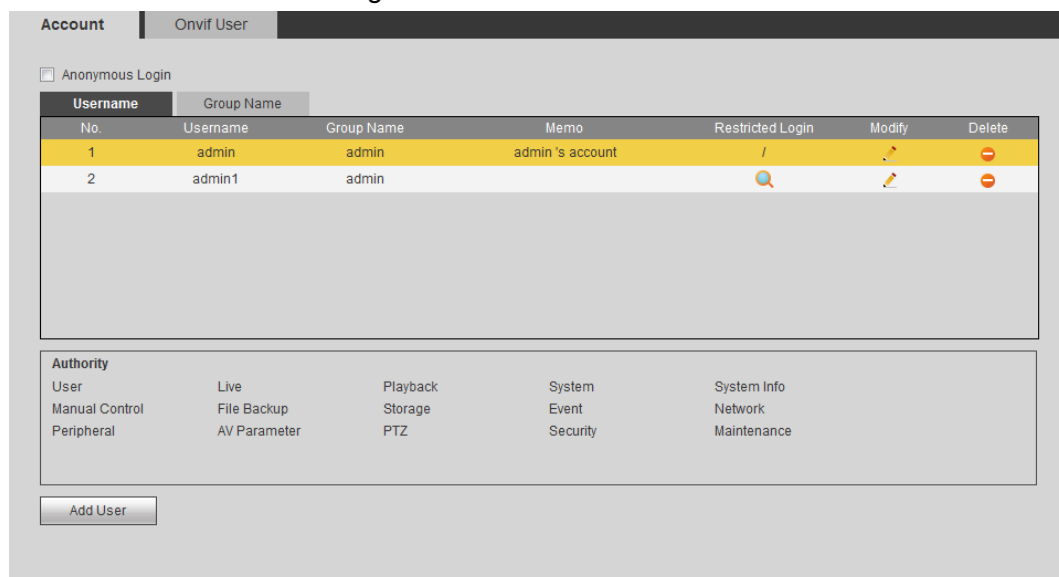 Account Onvif User
Anonymous Login
Username Group Name
No. Username Group Name Memo Restricted Login Modify Delete
1 admin admin admin 's account /
2 admin1 admin
Authority
User Live Playback System System Info
Manual Control File Backup Storage Event Network
Peripheral AV Parameter PTZ Security Maintenance
Add User